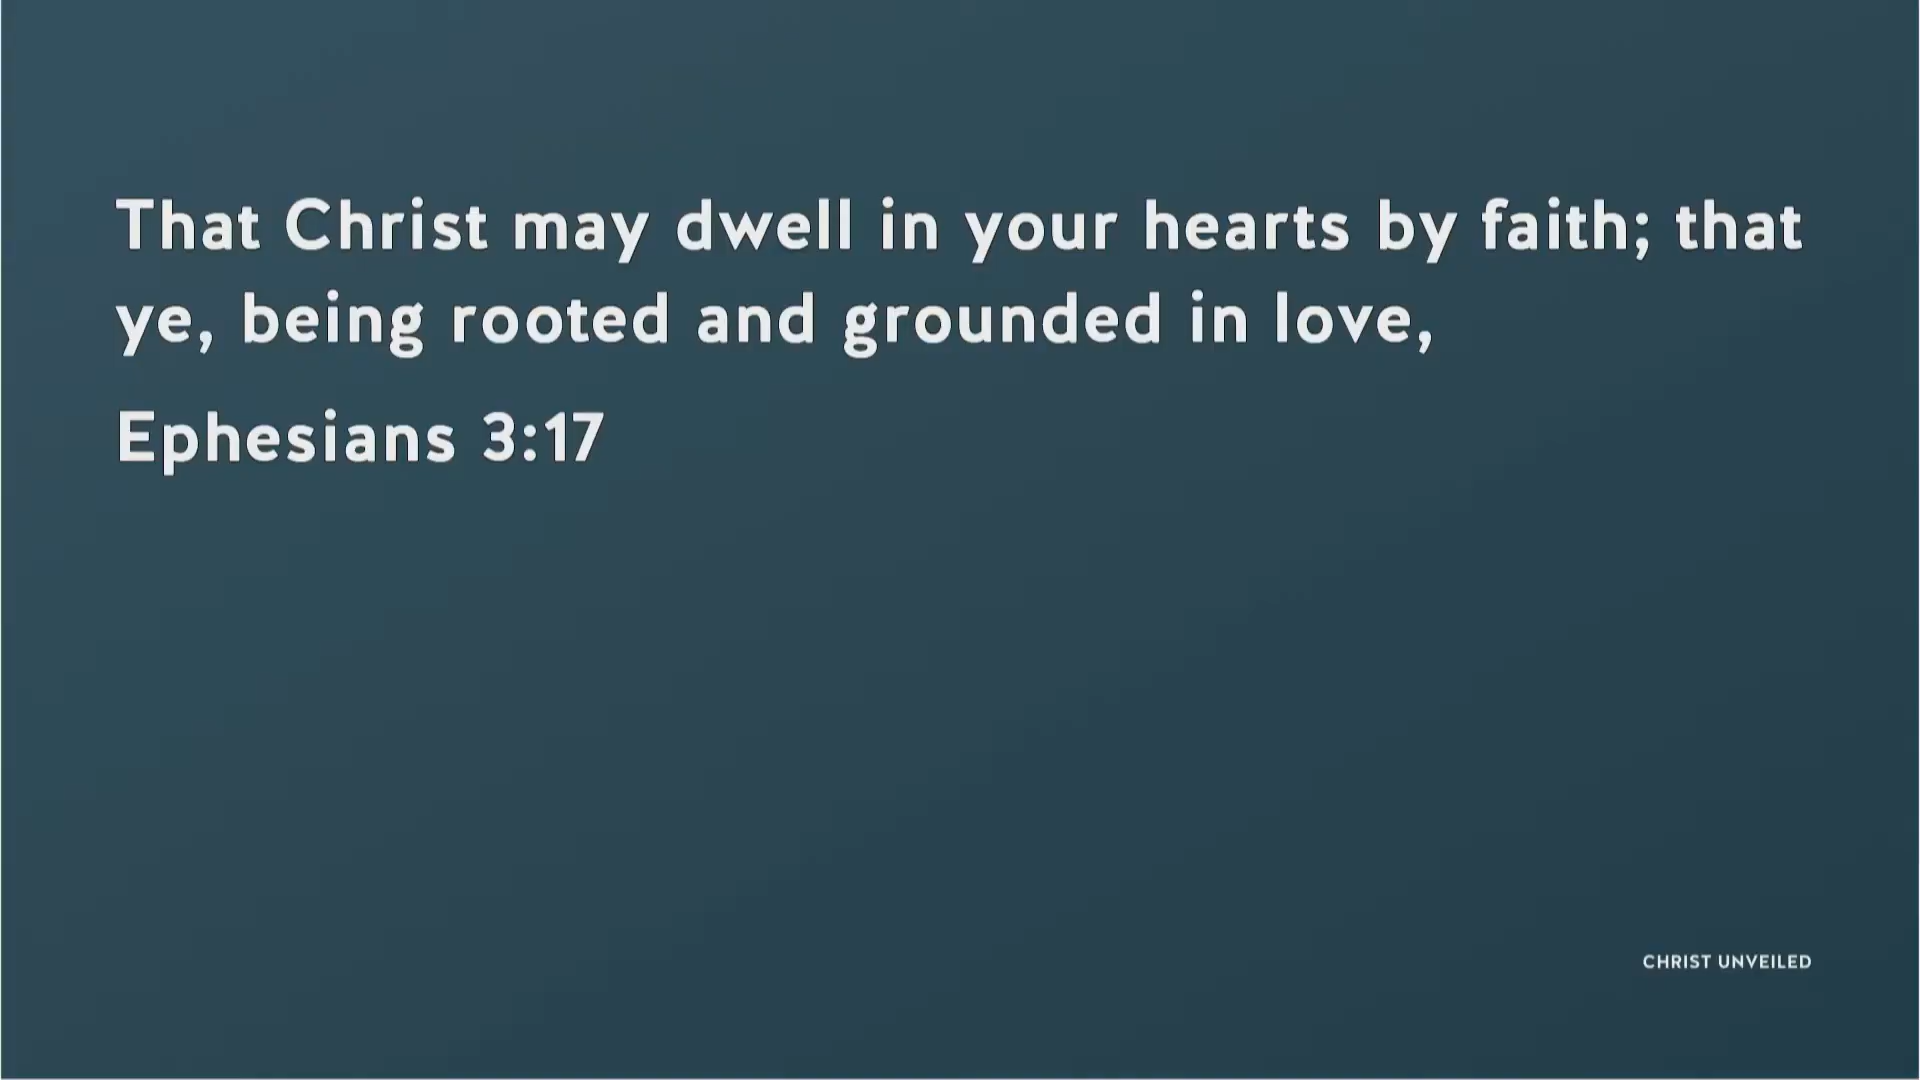 That Christ may dwell in your hearts by faith; that
ye, being rooted and grounded in love,
Ephesians 3:17
CHRIST UNVEILED